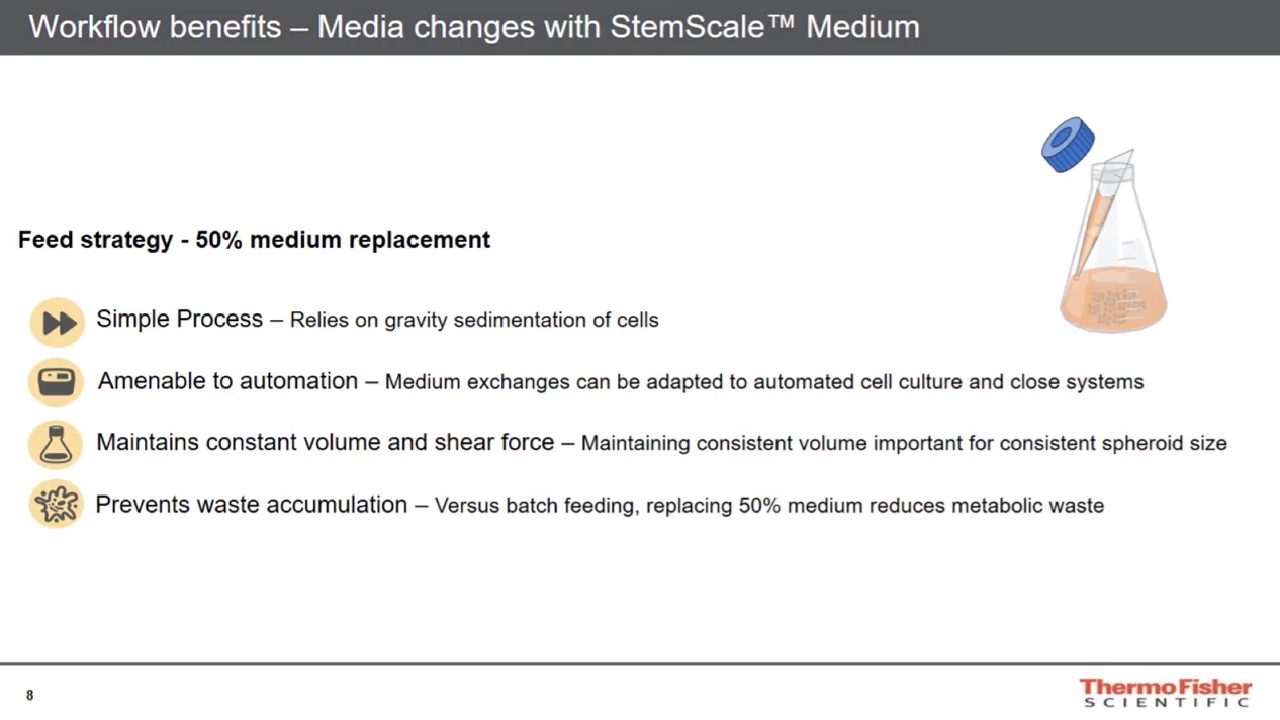 Workflow benefits – Media changes with StemScale™ Medium
Feed strategy - 50% medium replacement
Simple Process – Relies on gravity sedimentation of cells
Amenable to automation – Medium exchanges can be adapted to automated cell culture and close systems
Maintains constant volume and shear force – Maintaining consistent volume important for consistent spheroid size
Prevents waste accumulation – Versus batch feeding, replacing 50% medium reduces metabolic waste
8
ThermoFisher
SCIENTIFIC